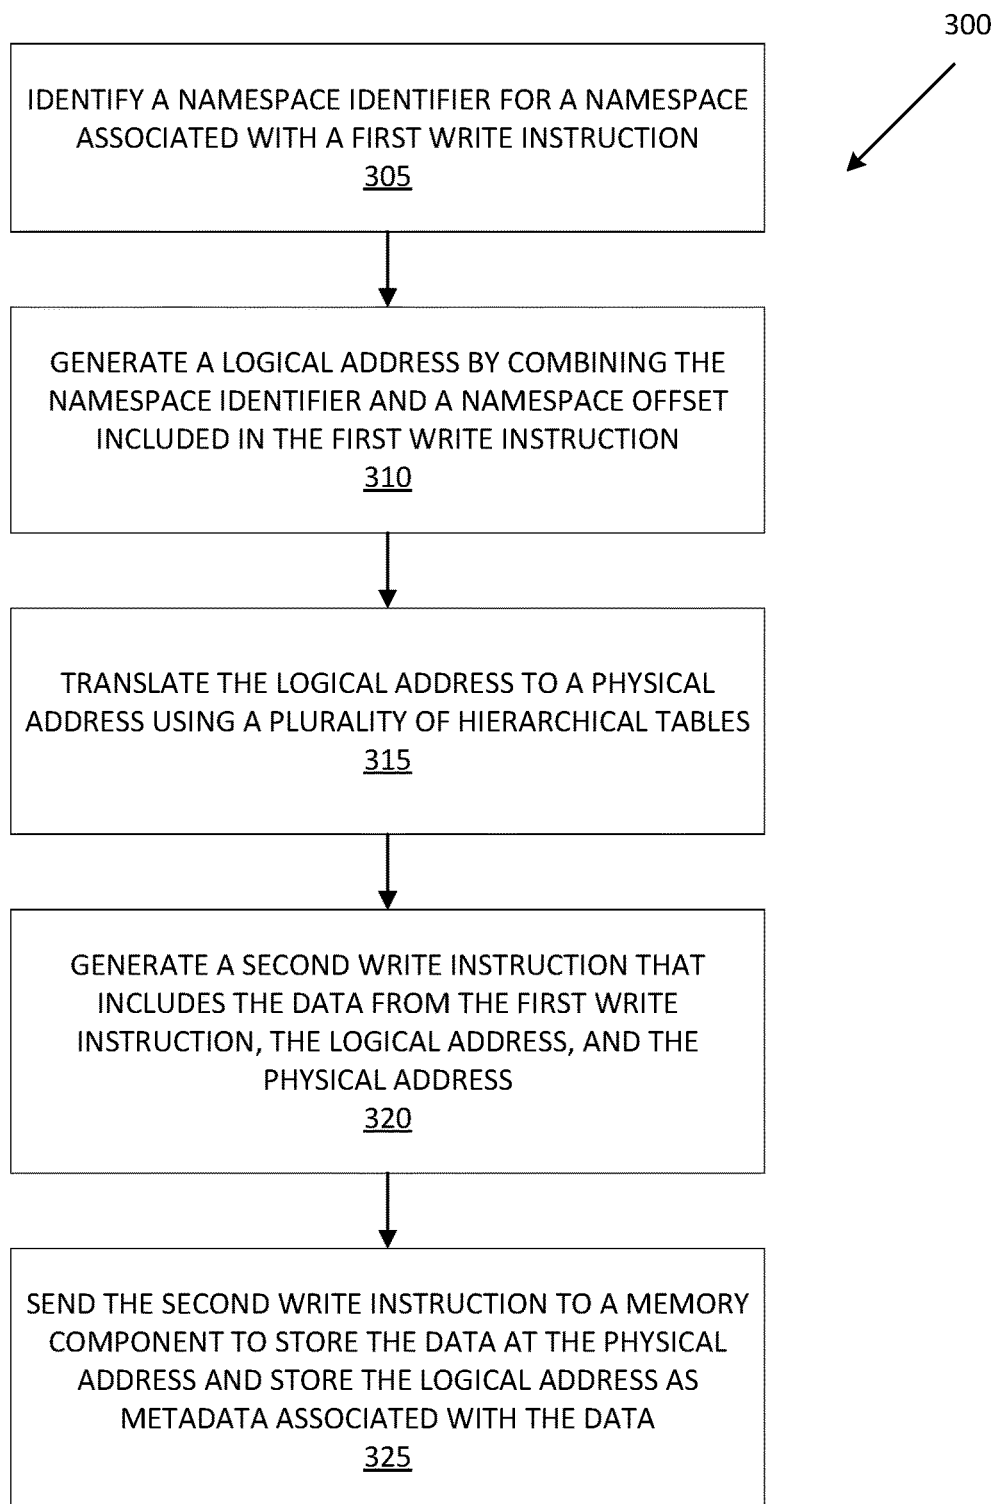 300
IDENTIFY A NAMESPACE IDENTIFIER FOR A NAMESPACE
ASSOCIATED WITH A FIRST WRITE INSTRUCTION
305
GENERATE A LOGICAL ADDRESS BY COMBINING THE
NAMESPACE IDENTIFIER AND A NAMESPACE OFFSET
INCLUDED IN THE FIRST WRITE INSTRUCTION
310
TRANSLATE THE LOGICAL ADDRESS TO A PHYSICAL
ADDRESS USING A PLURALITY OF HIERARCHICAL TABLES
315
GENERATE A SECOND WRITE INSTRUCTION THAT
INCLUDES THE DATA FROM THE FIRST WRITE
INSTRUCTION, THE LOGICAL ADDRESS, AND THE
PHYSICAL ADDRESS
320
SEND THE SECOND WRITE INSTRUCTION TO A MEMORY
COMPONENT TO STORE THE DATA AT THE PHYSICAL
ADDRESS AND STORE THE LOGICAL ADDRESS AS
METADATA ASSOCIATED WITH THE DATA
325